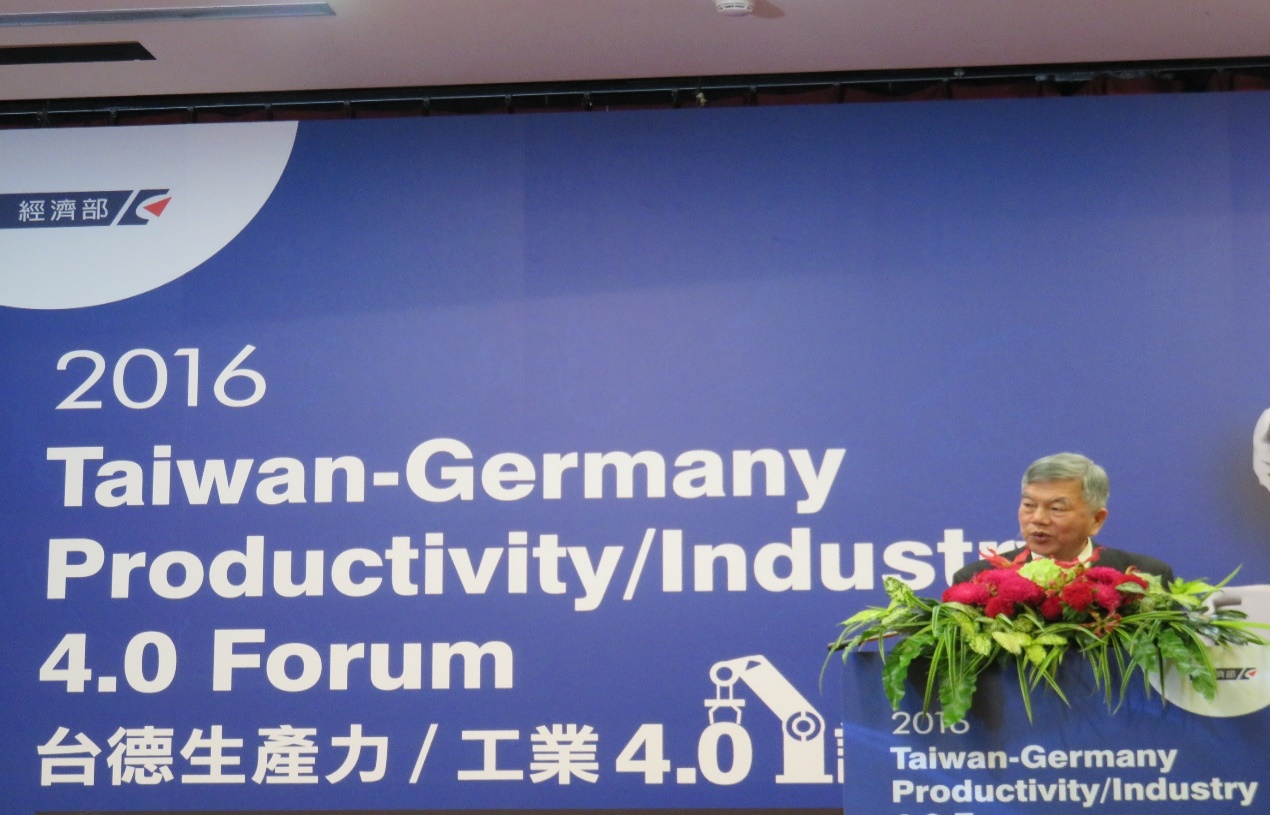 經濟部
2016
Taiwan-Germany
Productivity/Industr
4.0 Forum
台德生產力 / 工業 4.0
2016
Taiwan-Germany
Productivity/Industry